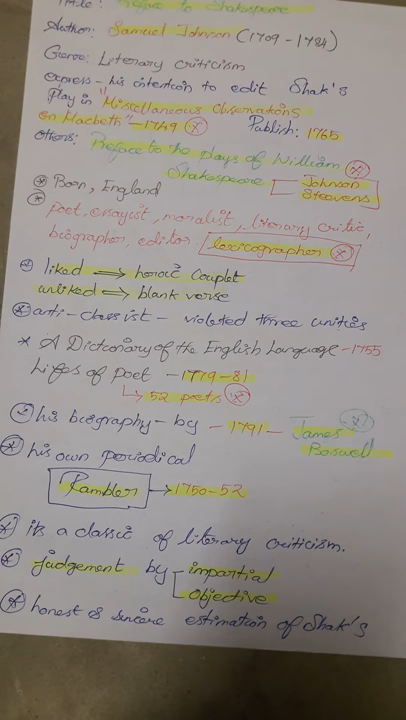 Title: Preface to Shakespeare
Author: Samuel Johnson (1709-1784)
Genre: Literary criticism
express - his intention to edit Shak's
play in "Miscellaneous Observations
on Macbeth" - 1749 Publish: 1765
Others: Preface to the plays of William
Shakespeare Johnson
Steevens
Born, England
poet, essayist, moralist, literary critic,
biographer, editor lexicographer
liked ⟹ horoic Couplet
unliked ⟹ blank verse
anti-classist - violated three unities
* A Dictionary of the English Language - 1755
Lifes of Poet - 1779-81
↳ 52 poets
his biography - by - 1791 - James
Boswell
his own periodical
Rambler → 1750-52
its a classic of literary criticism.
judgement by impartial
objective
honest & sincere estimation of Shak's